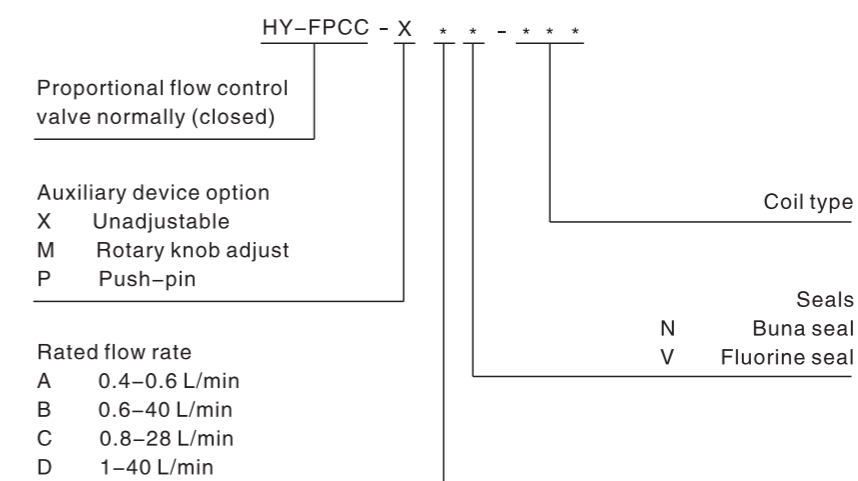 HY–FPCC - X * * - * * *
Proportional flow control
valve normally (closed)
Auxiliary device option
X Unadjustable
M Rotary knob adjust
P Push–pin
Rated flow rate
A 0.4–0.6 L/min
B 0.6–40 L/min
C 0.8–28 L/min
D 1–40 L/min
Coil type
Seals
N Buna seal
V Fluorine seal